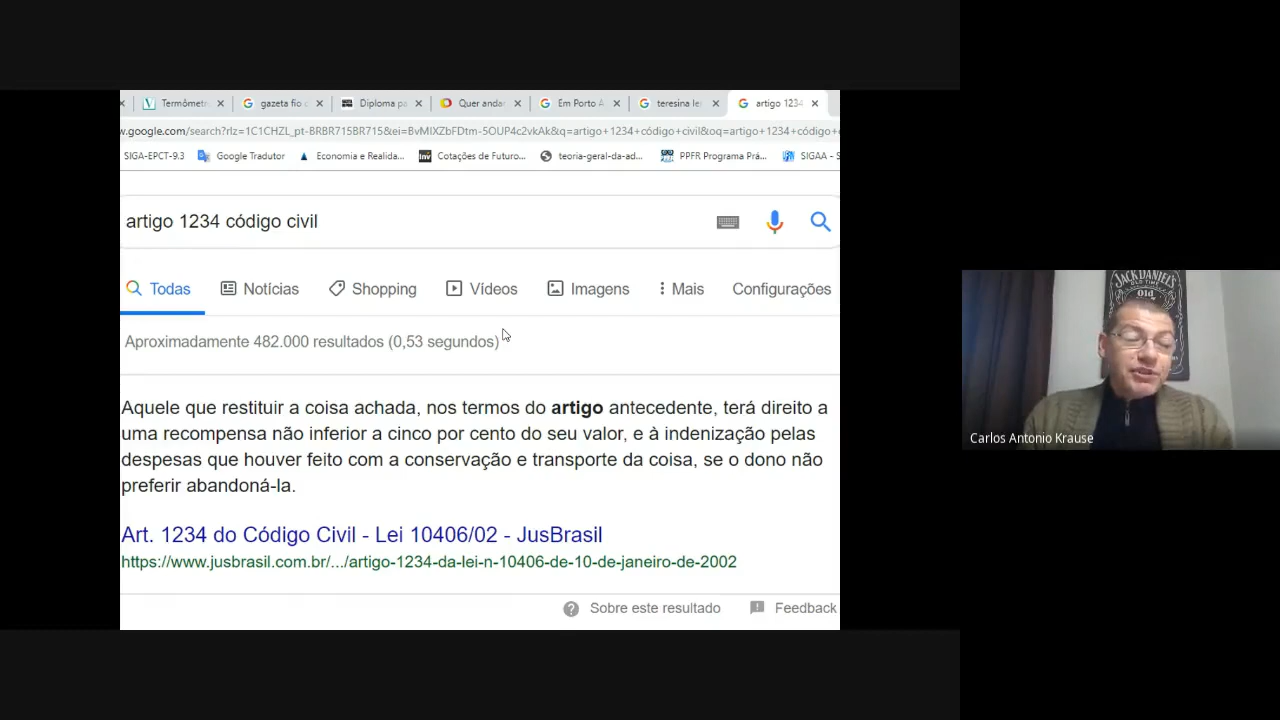 Termômetr
gazeta fio c
Diploma pa
Quer andar
Em Porto A
teresina lei
artigo 1234
w.google.com/search?rlz=1C1CHZL_pt-BRBR715BR715&ei=BvMIXZbFDtm-5OUP4c2vkAk&q=artigo+1234+código+civil&oq=artigo+1234+código+c
SIGA-EPCT-9.3
Google Tradutor
Economia e Realida...
Inv
Cotações de Futuro...
teoria-geral-da-ad...
PPFR Programa Prá...
SIGAA - S
artigo 1234 código civil
Todas
Notícias
Shopping
Vídeos
Imagens
Mais
Configurações
Aproximadamente 482.000 resultados (0,53 segundos)
Aquele que restituir a coisa achada, nos termos do artigo antecedente, terá direito a
uma recompensa não inferior a cinco por cento do seu valor, e à indenização pelas
despesas que houver feito com a conservação e transporte da coisa, se o dono não
preferir abandoná-la.
Art. 1234 do Código Civil - Lei 10406/02 - JusBrasil
https://www.jusbrasil.com.br/.../artigo-1234-da-lei-n-10406-de-10-de-janeiro-de-2002
Sobre este resultado
Feedback
JACK DANIEL'S
OLD TIME
Old
Carlos Antonio Krause